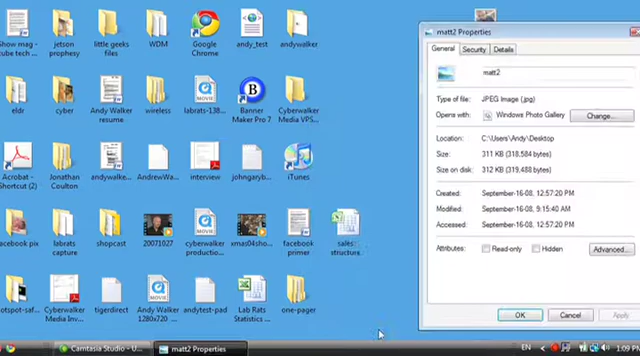 matt2 Properties
General Security Details
matt2
Type of file: JPEG Image (.jpg)
Opens with: Windows Photo Gallery Change...
Location: C:\Users\Andy\Desktop
Size: 311 KB (318,584 bytes)
Size on disk: 312 KB (319,488 bytes)
Created: September-16-08, 12:57:20 PM
Modified: September-16-08, 9:15:40 AM
Accessed: September-16-08, 12:57:20 PM
Attributes: Read-only Hidden Advanced...
OK Cancel Apply
Show mag - jetson little geeks WDM Google andy_test andywalker
cube tech ... prophesy files Chrome
eldr cyber Andy Walker wireless labrats-138... Banner Cyberwalker
resume Maker Pro 7 Media VPS...
Acrobat - Jonathan andywalke... AndrewWa... interview johngaryb... iTunes
Shortcut (2) Coulton
facebook pix labrats shopcast 20071027 cyberwalker xmas04sho... facebook sales
capture production... primer structure
hotspot-saf... Cyberwalker tigerdirect Andy Walker andytest-pad Lab Rats one-pager
Media Inv... 1280x720 Statistics ...
Camtasia Studio - U... matt2 Properties EN 1:09 PM